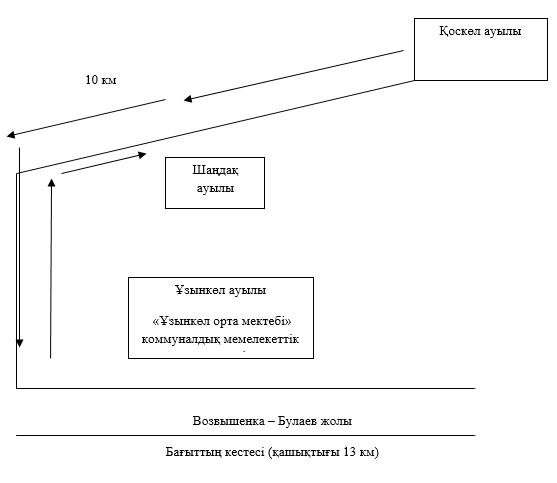 Қоскөл ауылы
10 км
Шаңдақ
ауылы
Ұзынкөл ауылы
«Ұзынкөл орта мектебі»
коммуналдық мемелекеттік
Возвышенка – Булаев жолы
Бағыттың кестесі (қашықтығы 13 км)